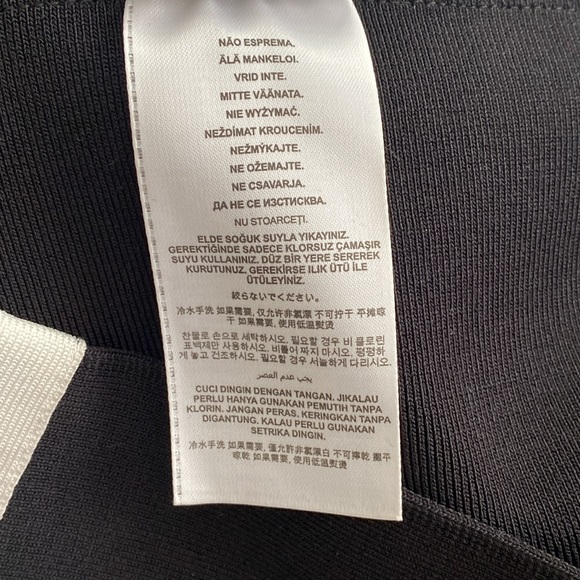 NÃO ESPREMA.
ÄLÄ MANKELOI.
VRID INTE.
MITTE VÄÄNATA.
NIE WYŻYMAĆ.
NEŽDÍMAT KROUCENÍM.
NEŽMÝKAJTE.
NE OŽEMAJTE.
NE CSAVARJA.
ДА НЕ СЕ ИЗСТИСКВА.
NU STOARCEŢI.
ELDE SOĞUK SUYLA YIKAYINIZ.
GEREKTİĞİNDE SADECE KLORSUZ ÇAMAŞIR
SUYU KULLANINIZ. DÜZ BİR YERE SEREREK
KURUTUNUZ. GEREKİRSE ILIK ÜTÜ İLE
ÜTÜLEYİNİZ.
絞らないでください。
冷水手洗 如果需要, 仅允许非氯漂 不可拧干 平摊晾
干 如果需要, 使用低温熨烫
찬물로 손으로 세탁하십시오. 필요할 경우 비 클로린
표백제만 사용하십시오. 비틀어 짜지 마시오. 평평하
게 놓고 건조하시오. 필요할 경우 서늘하게 다리시오.
يجب عدم العصر
CUCI DINGIN DENGAN TANGAN. JIKALAU
PERLU HANYA GUNAKAN PEMUTIH TANPA
KLORIN. JANGAN PERAS. KERINGKAN TANPA
DIGANTUNG. KALAU PERLU GUNAKAN
SETRIKA DINGIN.
冷水手洗 如果需要, 僅允許非氯漂白 不可擰乾 攤平
晾乾 如果需要, 使用低溫熨燙